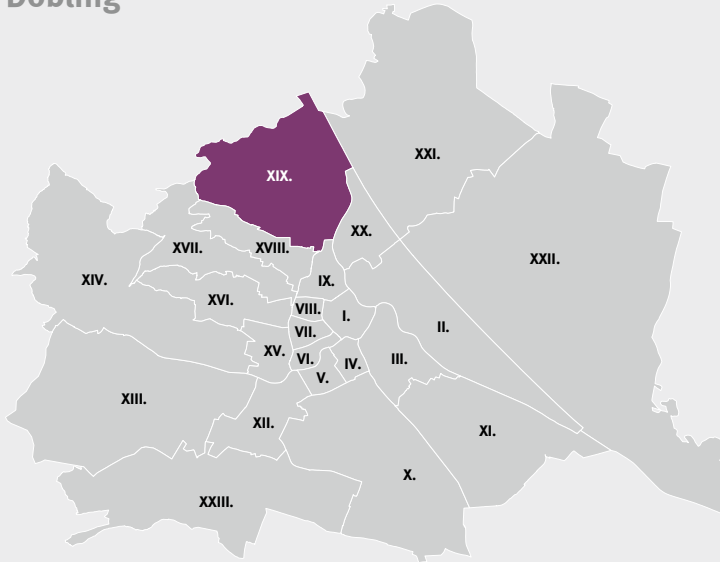 Döbling
XXI.
XIX.
XX.
XVII.
XVIII.
XXII.
XIV.
IX.
XVI.
VIII.
I.
II.
VII.
XV.
VI.
IV.
III.
V.
XIII.
XII.
XI.
X.
XXIII.